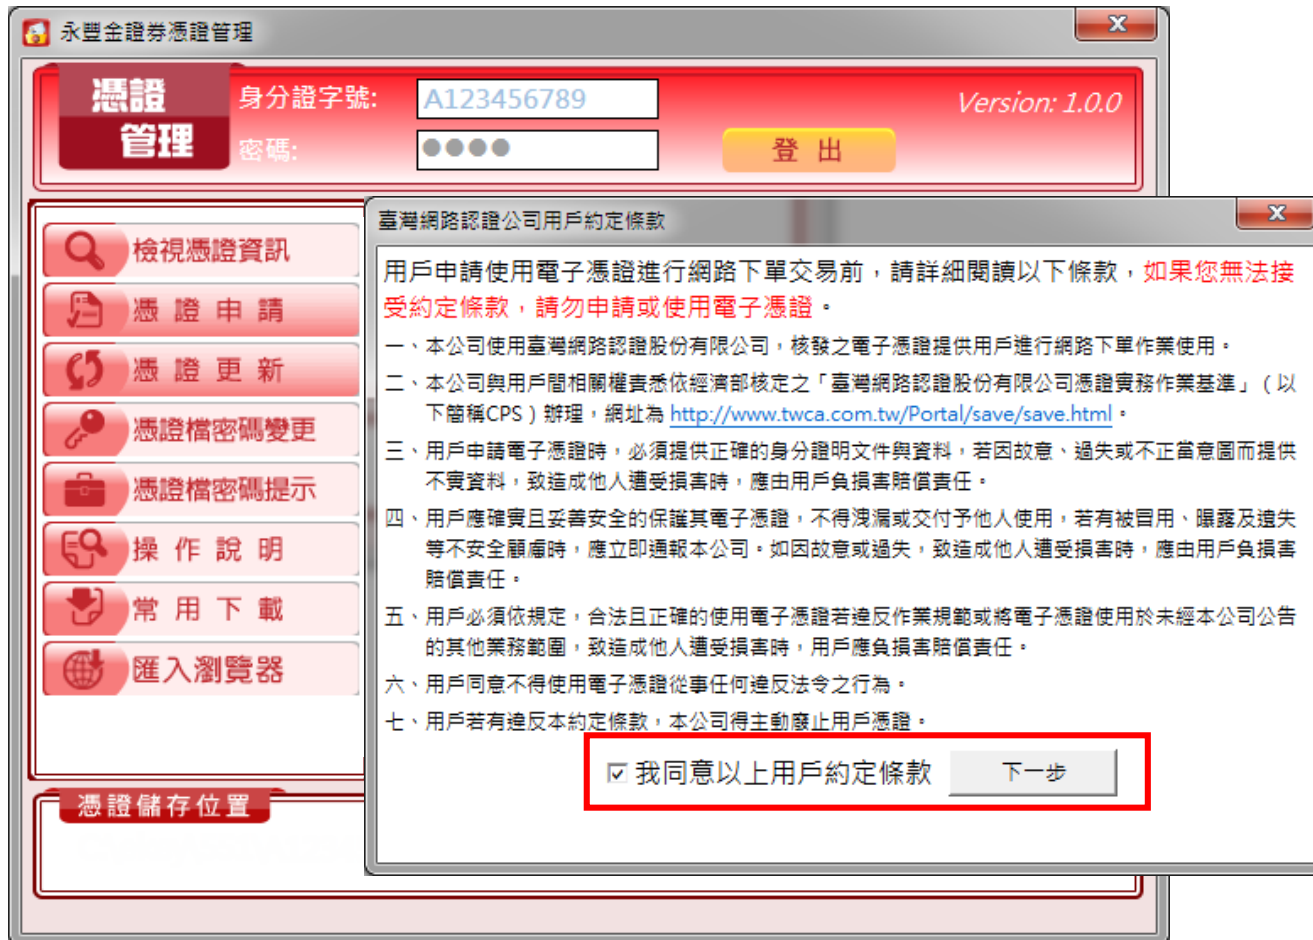 永豐金證券憑證管理
憑證
管理
身分證字號:
A123456789
Version: 1.0.0
密碼:
●●●●
登 出
檢視憑證資訊
憑 證 申 請
憑 證 更 新
憑證檔密碼變更
憑證檔密碼提示
操 作 說 明
常 用 下 載
匯入瀏覽器
憑證儲存位置
臺灣網路認證公司用戶約定條款
用戶申請使用電子憑證進行網路下單交易前，請詳細閱讀以下條款，如果您無法接
受約定條款，請勿申請或使用電子憑證。
一、本公司使用臺灣網路認證股份有限公司，核發之電子憑證提供用戶進行網路下單作業使用。
二、本公司與用戶間相關權責悉依經濟部核定之「臺灣網路認證股份有限公司憑證實務作業基準」（以
下簡稱CPS）辦理，網址為 http://www.twca.com.tw/Portal/save/save.html。
三、用戶申請電子憑證時，必須提供正確的身分證明文件與資料，若因故意、過失或不正當意圖而提供
不實資料，致造成他人遭受損害時，應由用戶負損害賠償責任。
四、用戶應確實且妥善安全的保護其電子憑證，不得洩漏或交付予他人使用，若有被冒用、曝露及遺失
等不安全顧慮時，應立即通報本公司。如因故意或過失，致造成他人遭受損害時，應由用戶負損害
賠償責任。
五、用戶必須依規定，合法且正確的使用電子憑證若違反作業規範或將電子憑證使用於未經本公司公告
的其他業務範圍，致造成他人遭受損害時，用戶應負損害賠償責任。
六、用戶同意不得使用電子憑證從事任何違反法令之行為。
七、用戶若有違反本約定條款，本公司得主動廢止用戶憑證。
我同意以上用戶約定條款
下一步